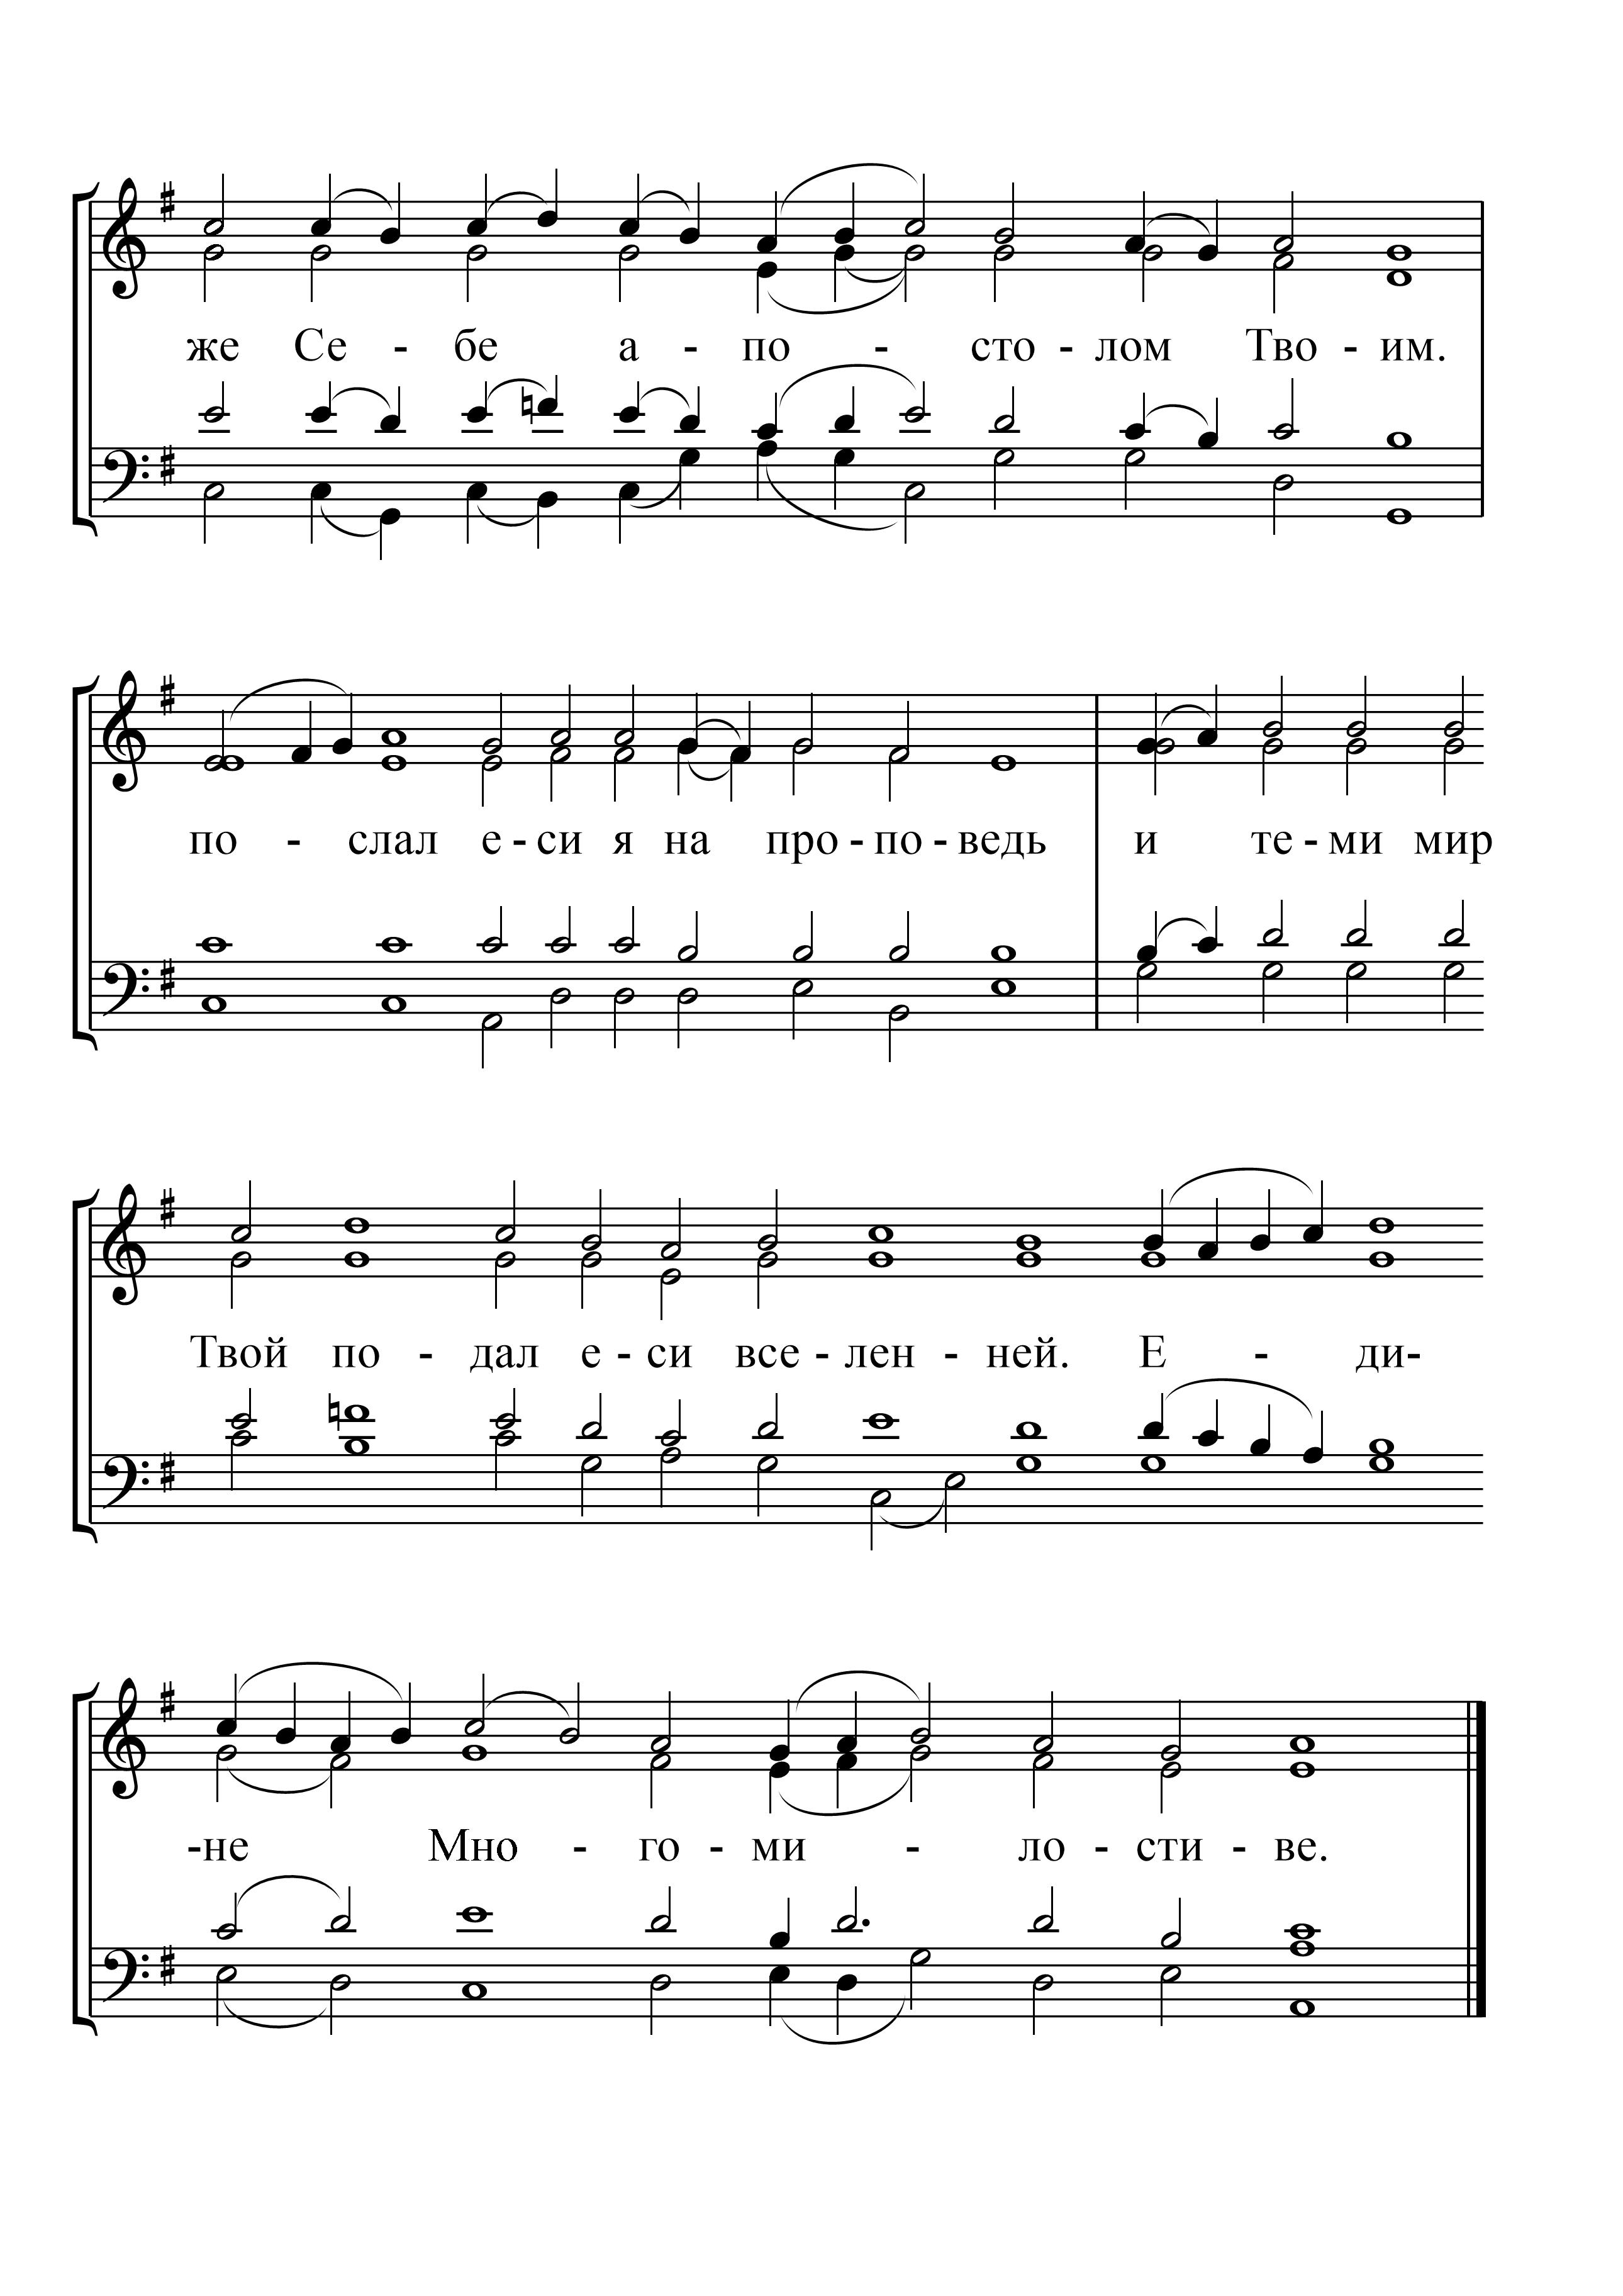 же Се - бе а - по - сто - лом Тво - им.
по - слал е - си я на про - по - ведь и те - ми мир
Твой по - дал е - си все - лен - ней. Е - ди-
-не Мно - го - ми - ло - сти - ве.